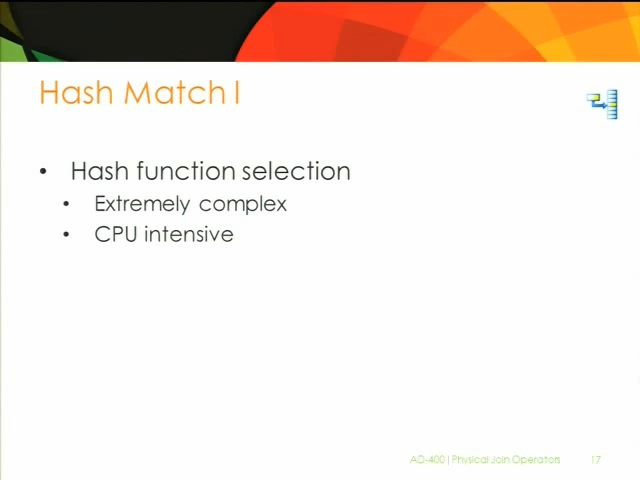 Hash Match I
• Hash function selection
• Extremely complex
• CPU intensive
AD-400 | Physical Join Operators 17